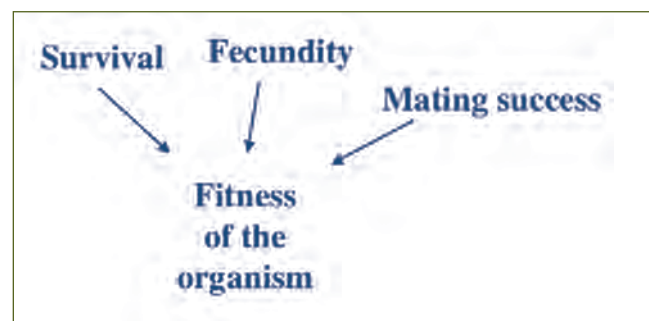 Survival
Fecundity
Mating success
Fitness
of the
organism